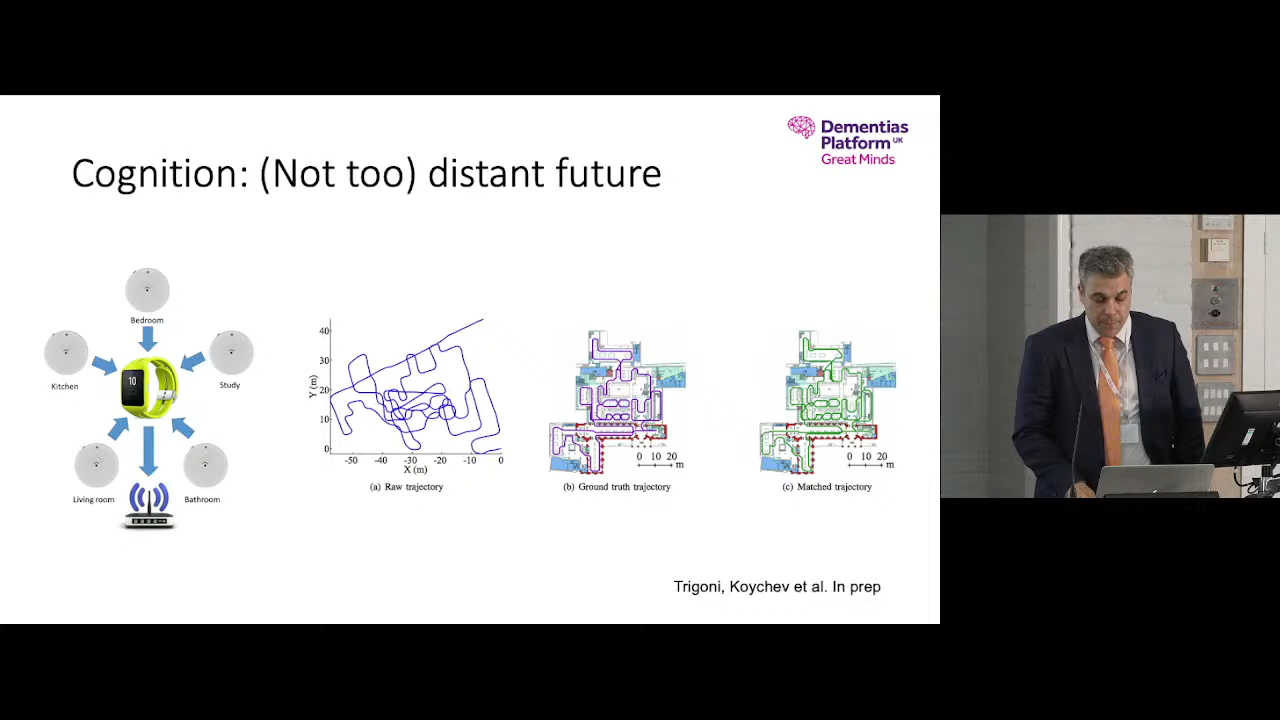 Dementias
Platform UK
Great Minds
Cognition: (Not too) distant future
Bedroom
Kitchen
Study
10
Living room
Bathroom
Y (m)
40
30
20
10
0
-50 -40 -30 -20 -10 0
X (m)
(a) Raw trajectory
0 10 20
m
(b) Ground truth trajectory
0 10 20
m
(c) Matched trajectory
Trigoni, Koychev et al. In prep